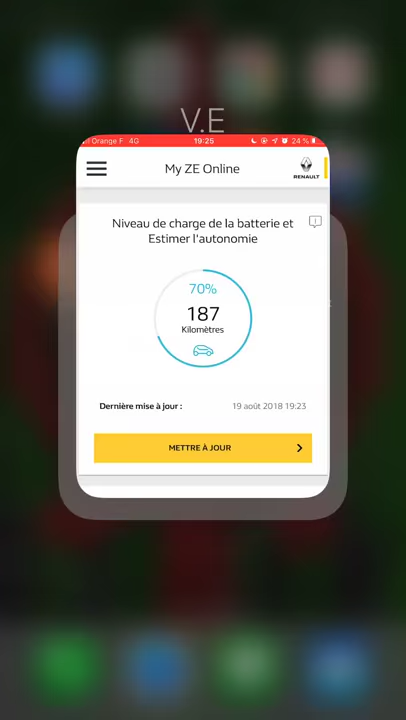 V.E
Orange F 4G 19:25 24 %
My ZE Online
RENAULT
Niveau de charge de la batterie et
Estimer l'autonomie
70%
187
Kilomètres
Dernière mise à jour : 19 août 2018 19:23
METTRE À JOUR